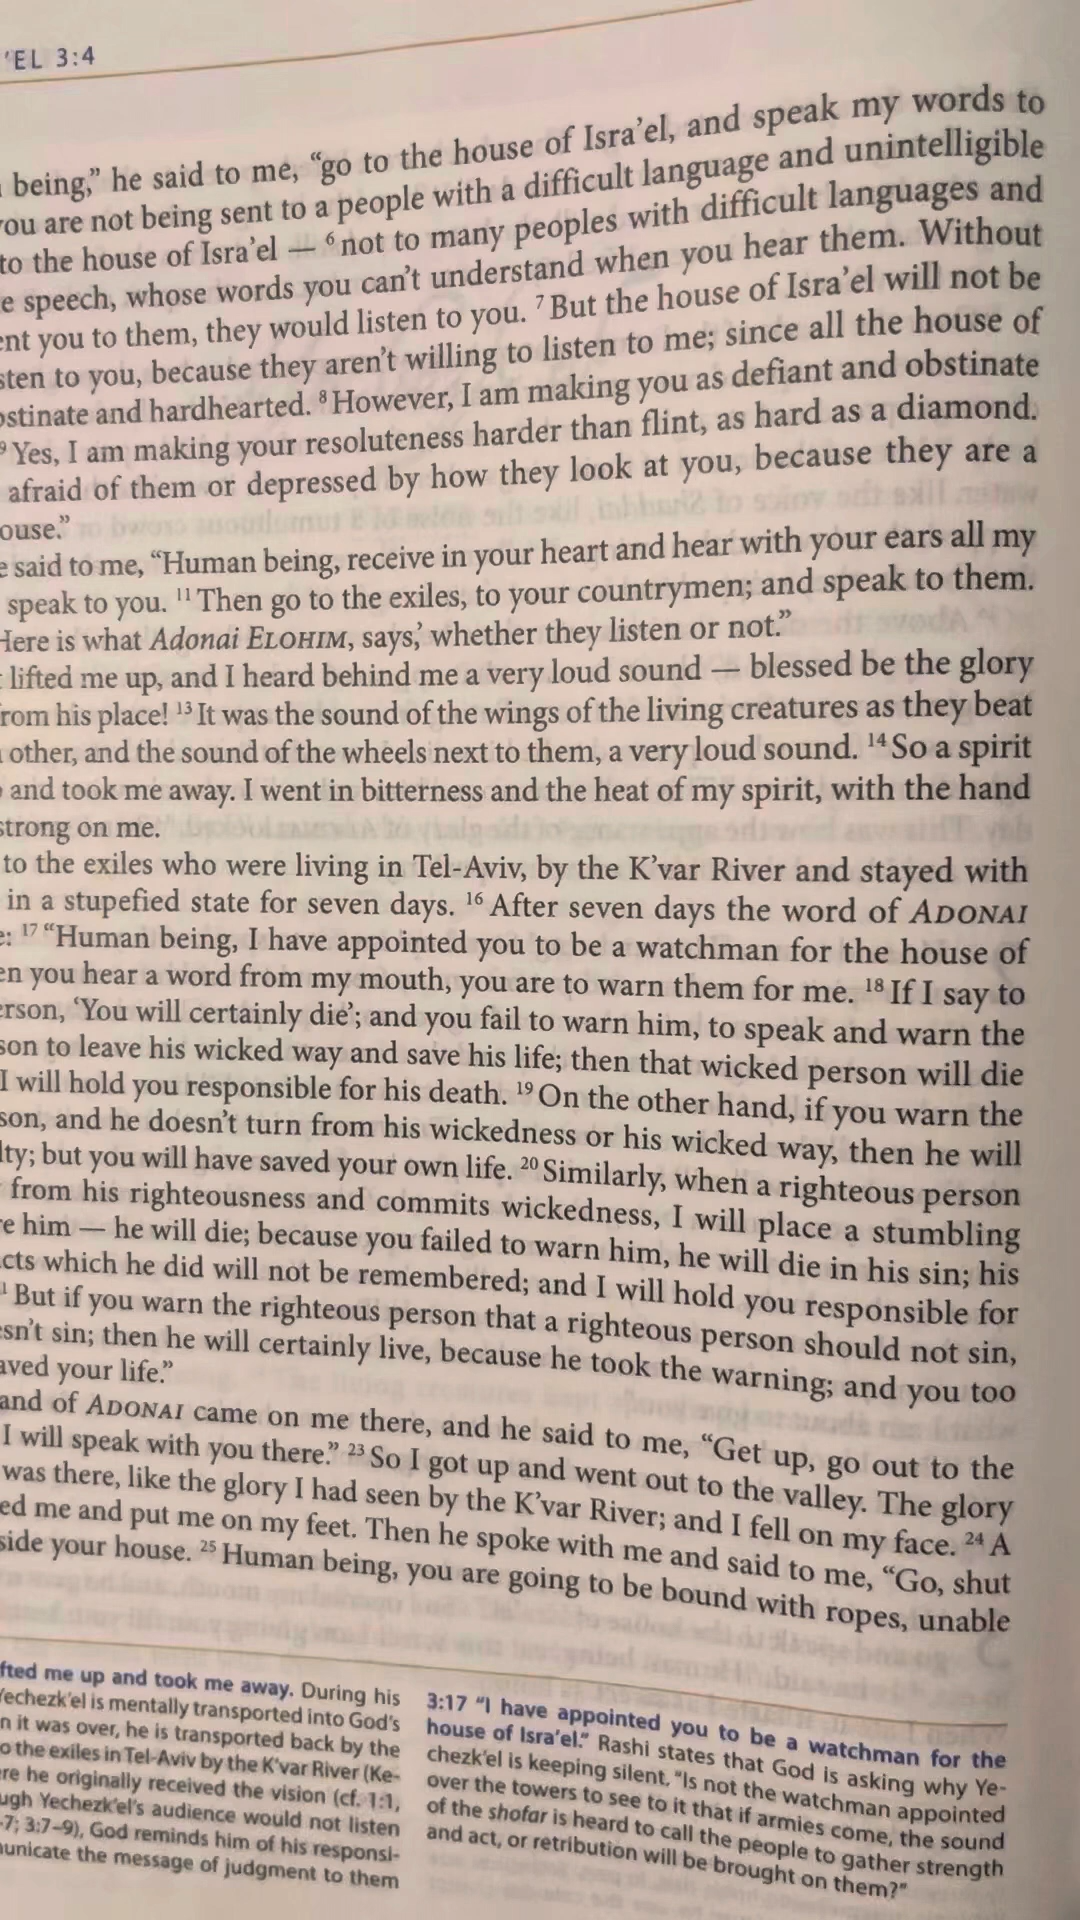 'EL 3:4
being,” he said to me, “go to the house of Isra’el, and speak my words to
you are not being sent to a people with a difficult language and unintelligible
to the house of Isra’el — ⁶not to many peoples with difficult languages and
e speech, whose words you can’t understand when you hear them. Without
ent you to them, they would listen to you. ⁷But the house of Isra’el will not be
sten to you, because they aren’t willing to listen to me; since all the house of
ostinate and hardhearted. ⁸However, I am making you as defiant and obstinate
⁹Yes, I am making your resoluteness harder than flint, as hard as a diamond.
afraid of them or depressed by how they look at you, because they are a
ouse.”
e said to me, “Human being, receive in your heart and hear with your ears all my
speak to you. ¹¹Then go to the exiles, to your countrymen; and speak to them.
Here is what Adonai ELOHIM, says,’ whether they listen or not.”
lifted me up, and I heard behind me a very loud sound — blessed be the glory
rom his place! ¹³It was the sound of the wings of the living creatures as they beat
other, and the sound of the wheels next to them, a very loud sound. ¹⁴So a spirit
and took me away. I went in bitterness and the heat of my spirit, with the hand
strong on me.
to the exiles who were living in Tel-Aviv, by the K’var River and stayed with
in a stupefied state for seven days. ¹⁶After seven days the word of ADONAI
e: ¹⁷“Human being, I have appointed you to be a watchman for the house of
en you hear a word from my mouth, you are to warn them for me. ¹⁸If I say to
erson, ‘You will certainly die’; and you fail to warn him, to speak and warn the
son to leave his wicked way and save his life; then that wicked person will die
I will hold you responsible for his death. ¹⁹On the other hand, if you warn the
son, and he doesn’t turn from his wickedness or his wicked way, then he will
lty; but you will have saved your own life. ²⁰Similarly, when a righteous person
from his righteousness and commits wickedness, I will place a stumbling
e him — he will die; because you failed to warn him, he will die in his sin; his
cts which he did will not be remembered; and I will hold you responsible for
¹But if you warn the righteous person that a righteous person should not sin,
esn’t sin; then he will certainly live, because he took the warning; and you too
aved your life.”
and of ADONAI came on me there, and he said to me, “Get up, go out to the
I will speak with you there.” ²³So I got up and went out to the valley. The glory
was there, like the glory I had seen by the K’var River; and I fell on my face. ²⁴A
ed me and put me on my feet. Then he spoke with me and said to me, “Go, shut
side your house. ²⁵Human being, you are going to be bound with ropes, unable
fted me up and took me away. During his
Yechezk’el is mentally transported into God’s
n it was over, he is transported back by the
o the exiles in Tel-Aviv by the K’var River (Ke-
re he originally received the vision (cf. 1:1,
ugh Yechezk’el’s audience would not listen
-7; 3:7–9), God reminds him of his responsi-
municate the message of judgment to them
3:17 “I have appointed you to be a watchman for the
house of Isra’el.” Rashi states that God is asking why Ye-
chezk’el is keeping silent, “Is not the watchman appointed
over the towers to see to it that if armies come, the sound
of the shofar is heard to call the people to gather strength
and act, or retribution will be brought on them?”